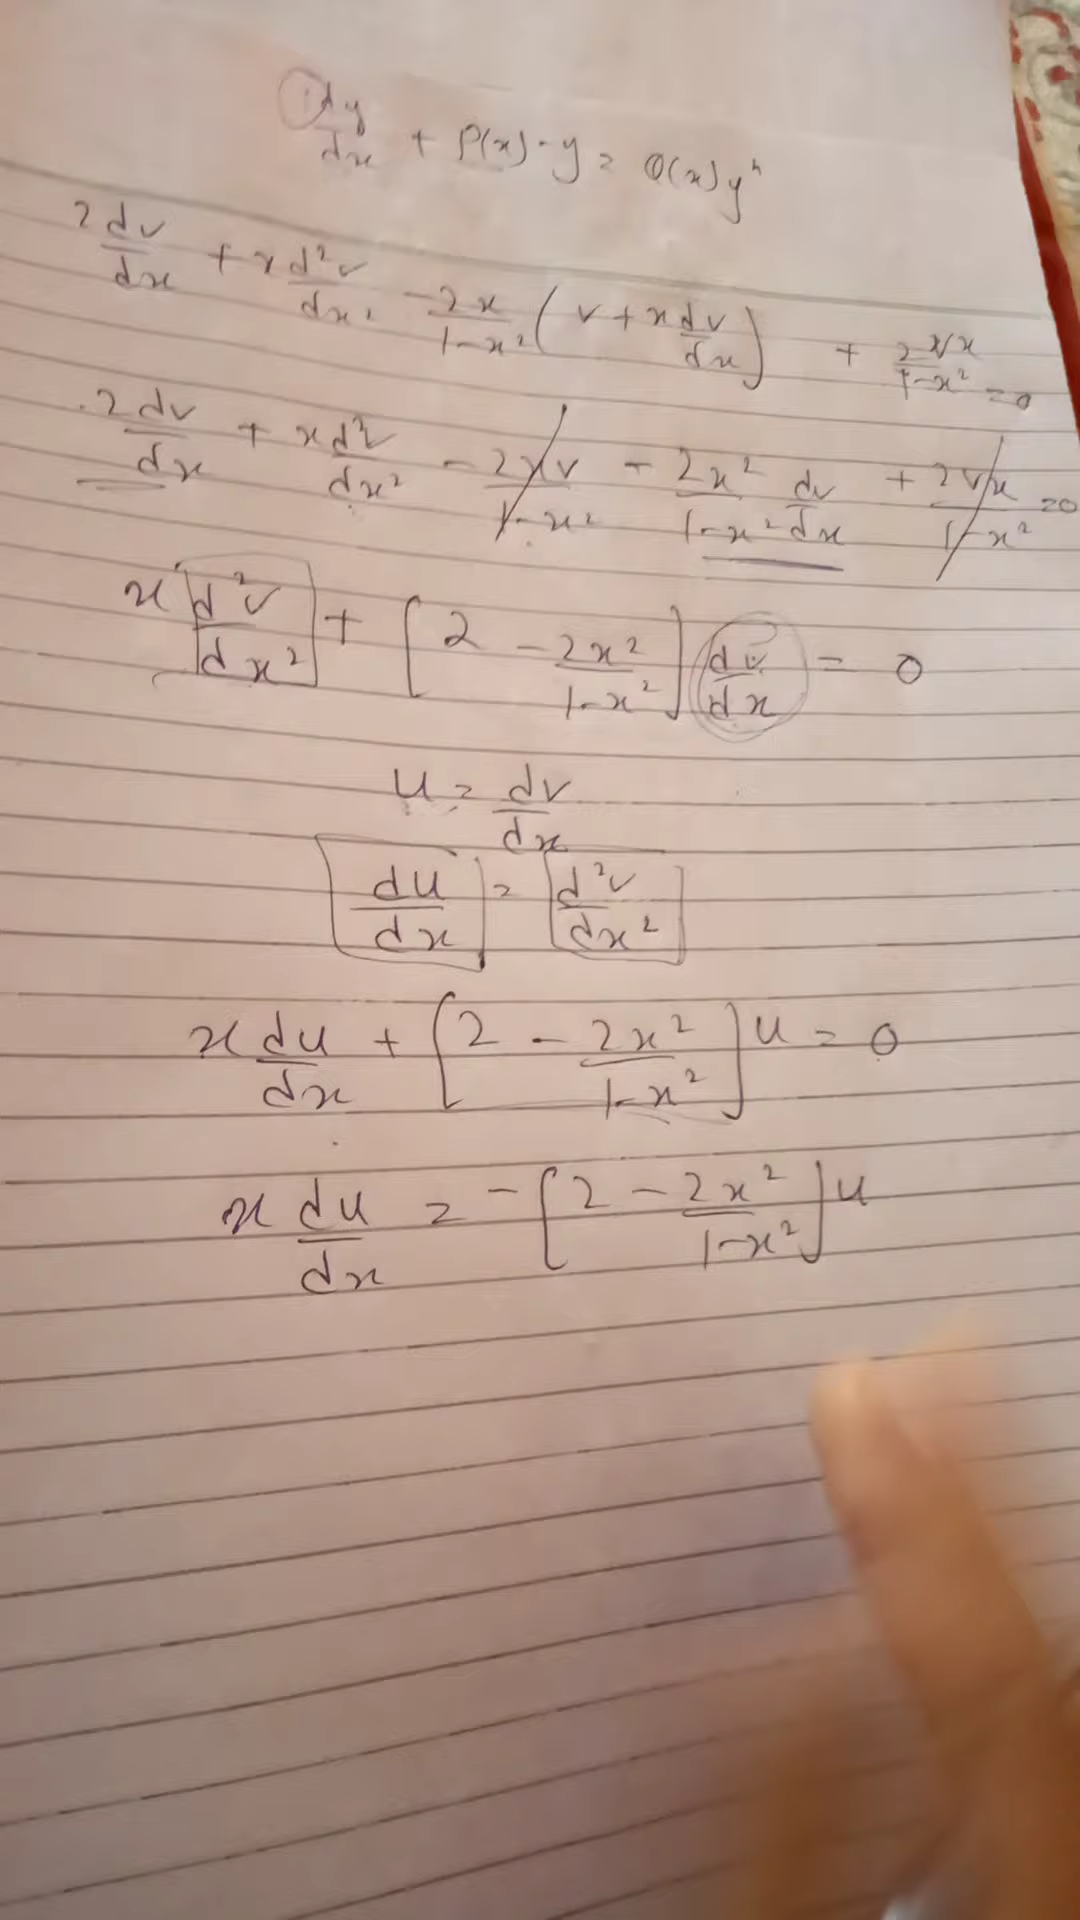 dy/dx + P(x)·y = Q(x)yⁿ
2 dv/dx + x d²v/dx² - 2x/1-x² (v + x dv/dx) + 2vx/1-x² = 0
2 dv/dx + x d²v/dx² - 2xv/1-x² - 2x²/1-x² dv/dx + 2vx/1-x² = 0
x d²v/dx² + [2 - 2x²/1-x²] dv/dx = 0
u = dv/dx
du/dx = d²v/dx²
x du/dx + [2 - 2x²/1-x²] u = 0
x du/dx = -[2 - 2x²/1-x²] u